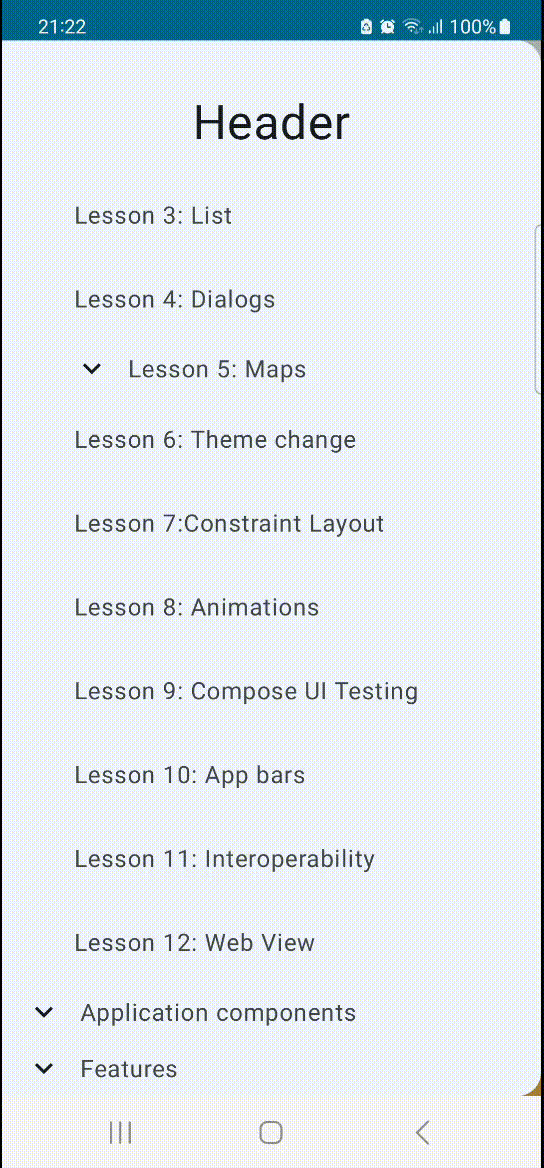 21:22 100%
Header
Lesson 3: List
Lesson 4: Dialogs
Lesson 5: Maps
Lesson 6: Theme change
Lesson 7:Constraint Layout
Lesson 8: Animations
Lesson 9: Compose UI Testing
Lesson 10: App bars
Lesson 11: Interoperability
Lesson 12: Web View
Application components
Features